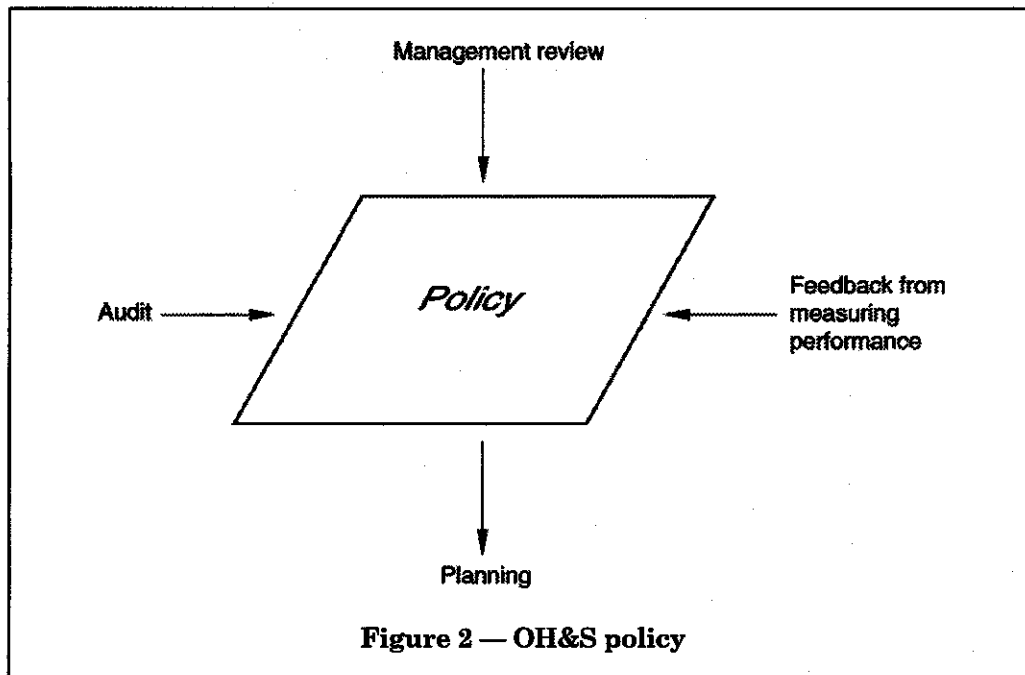 Management review
Policy
Audit
Feedback from
measuring
performance
Planning
Figure 2 — OH&S policy